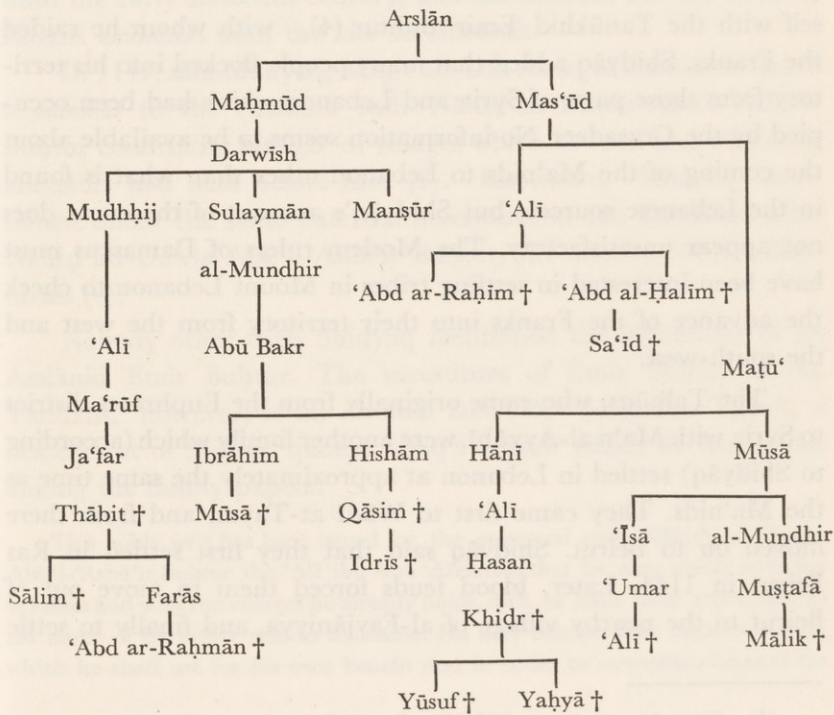 Arslān
Maḥmūd Mas‘ūd
Darwīsh
Mudhhij Sulaymān Manṣūr ‘Alī
al-Mundhir ‘Abd ar-Raḥīm † ‘Abd al-Ḥalīm †
‘Alī Abū Bakr Sa‘īd †
Maṭū‘
Ma‘rūf
Ja‘far Ibrāhīm Hishām Hāni Mūsā
Thābit † Mūsā † Qāsim † ‘Alī
‘Īsā al-Mundhir
Idrīs † Ḥasan
Sālim † Farās ‘Umar Muṣṭafā
Khiḍr †
‘Abd ar-Raḥmān † ‘Alī † Mālik †
Yūsuf † Yaḥyā †